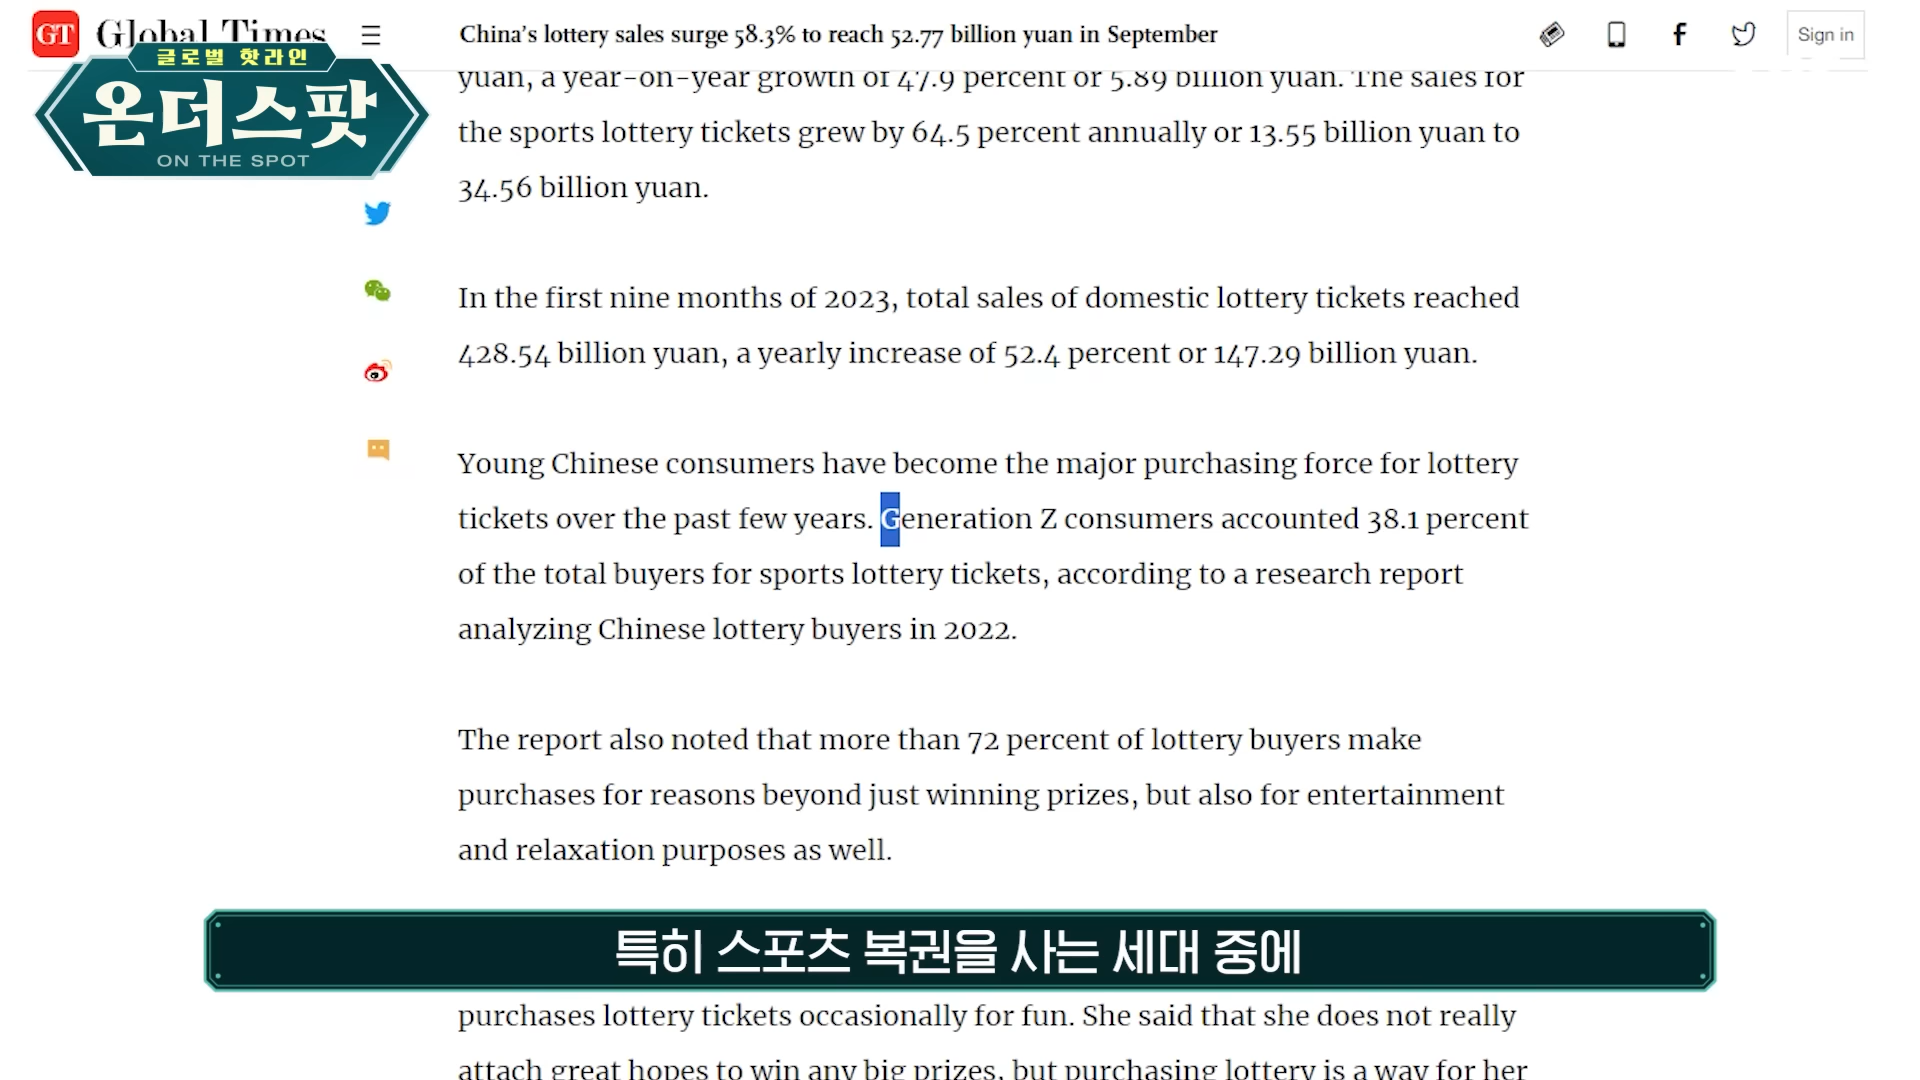 GT Global Times
China's lottery sales surge 58.3% to reach 52.77 billion yuan in September
Sign in
글로벌 핫라인
온더스팟
ON THE SPOT
yuan, a year-on-year growth of 47.9 percent or 5.89 billion yuan. The sales for
the sports lottery tickets grew by 64.5 percent annually or 13.55 billion yuan to
34.56 billion yuan.
In the first nine months of 2023, total sales of domestic lottery tickets reached
428.54 billion yuan, a yearly increase of 52.4 percent or 147.29 billion yuan.
Young Chinese consumers have become the major purchasing force for lottery
tickets over the past few years. Generation Z consumers accounted 38.1 percent
of the total buyers for sports lottery tickets, according to a research report
analyzing Chinese lottery buyers in 2022.
The report also noted that more than 72 percent of lottery buyers make
purchases for reasons beyond just winning prizes, but also for entertainment
and relaxation purposes as well.
특히 스포츠 복권을 사는 세대 중에
purchases lottery tickets occasionally for fun. She said that she does not really
attach great hopes to win any big prizes, but purchasing lottery is a way for her